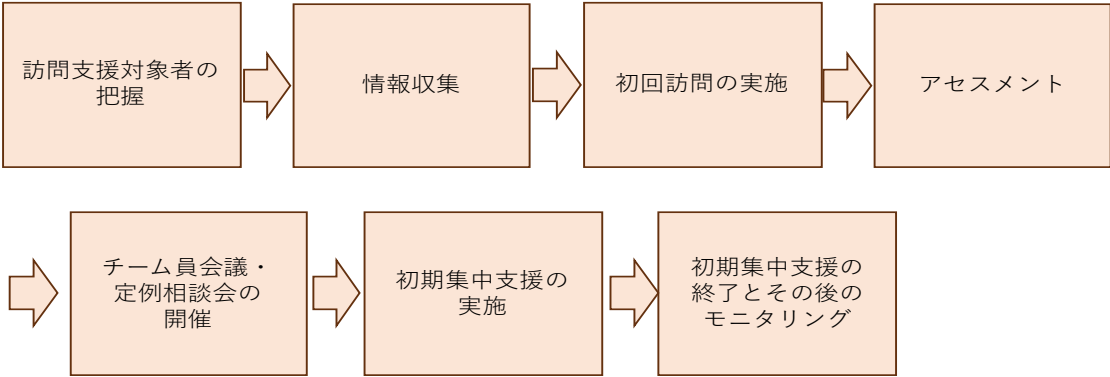 訪問支援対象者の
把握
情報収集
初回訪問の実施
アセスメント
チーム員会議・
定例相談会の
開催
初期集中支援の
実施
初期集中支援の
終了とその後の
モニタリング